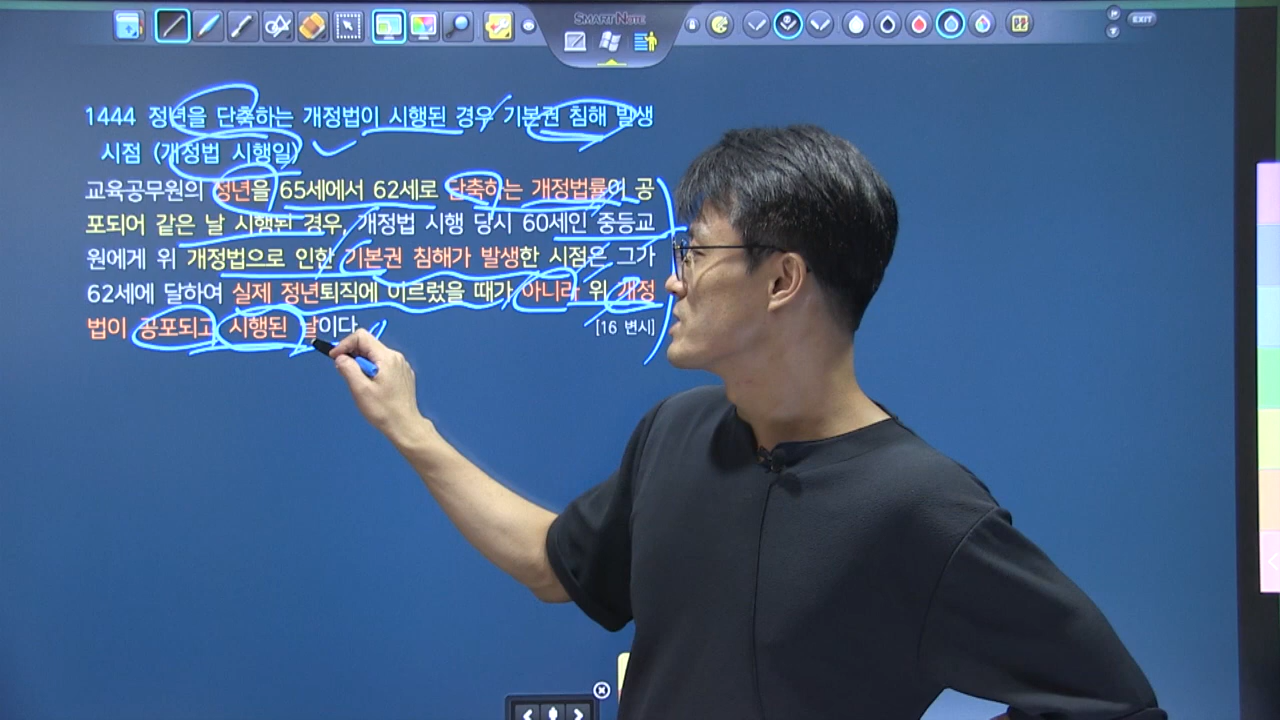 SMART NOTE
EXIT
1444 정년을 단축하는 개정법이 시행된 경우 기본권 침해 발생
시점 (개정법 시행일)
교육공무원의 정년을 65세에서 62세로 단축하는 개정법률이 공
포되어 같은 날 시행된 경우, 개정법 시행 당시 60세인 중등교
원에게 위 개정법으로 인한 기본권 침해가 발생한 시점은 그가
62세에 달하여 실제 정년퇴직에 이르렀을 때가 아니라 위 개정
법이 공포되고 시행된 날이다.
[16 변시]